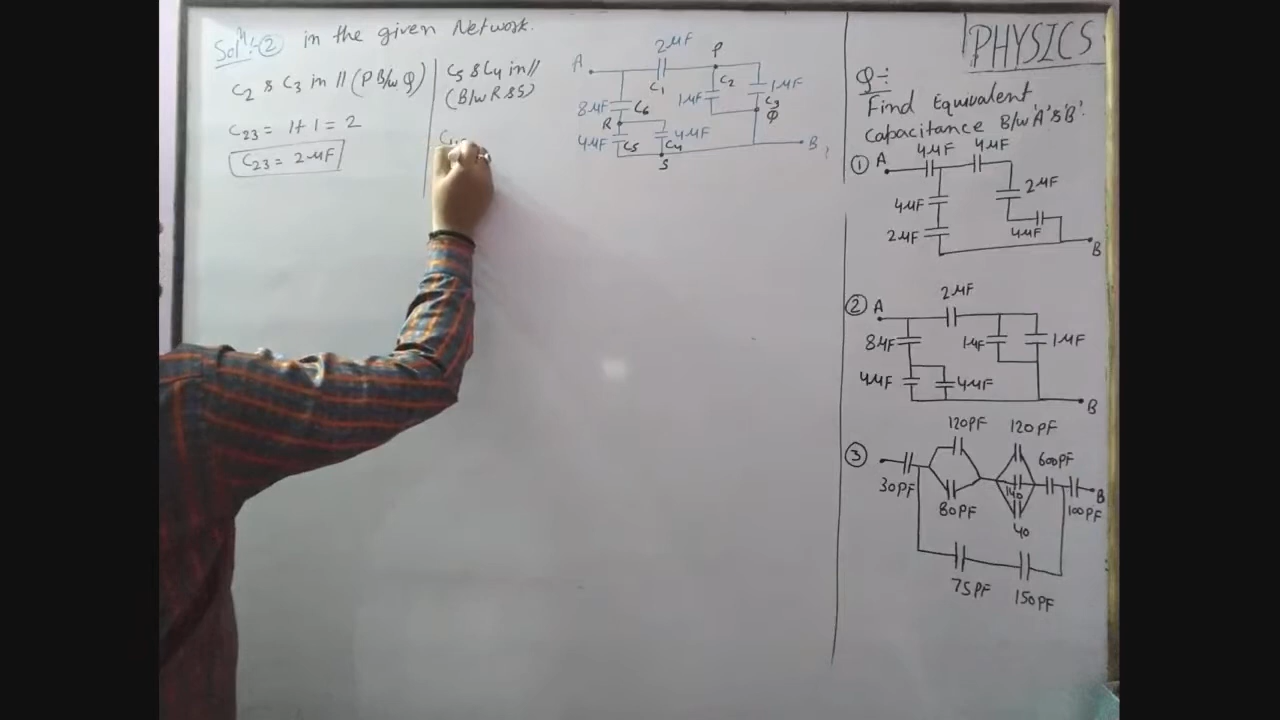 Solⁿ:- ② in the given Network.
C₂ & C₃ in // (P B/w Q)
C₂₃ = 1+1 = 2
C₂₃ = 2μF
C₅ & C₄ in //
(B/w R & S)
A
2μF
C₁
P
8μF
C₆
1μF
C₂
1μF
C₃
Q
R
4μF
C₅
4μF
C₄
S
B
PHYSICS
Q:-
Find Equivalent
Capacitance B/w 'A' & 'B'.
① A
4μF
4μF
4μF
2μF
2μF
4μF
B
② A
2μF
8μF
1μF
1μF
4μF
4μF
B
③
30PF
120PF
80PF
120PF
140
40
600PF
B
100PF
75PF
150PF